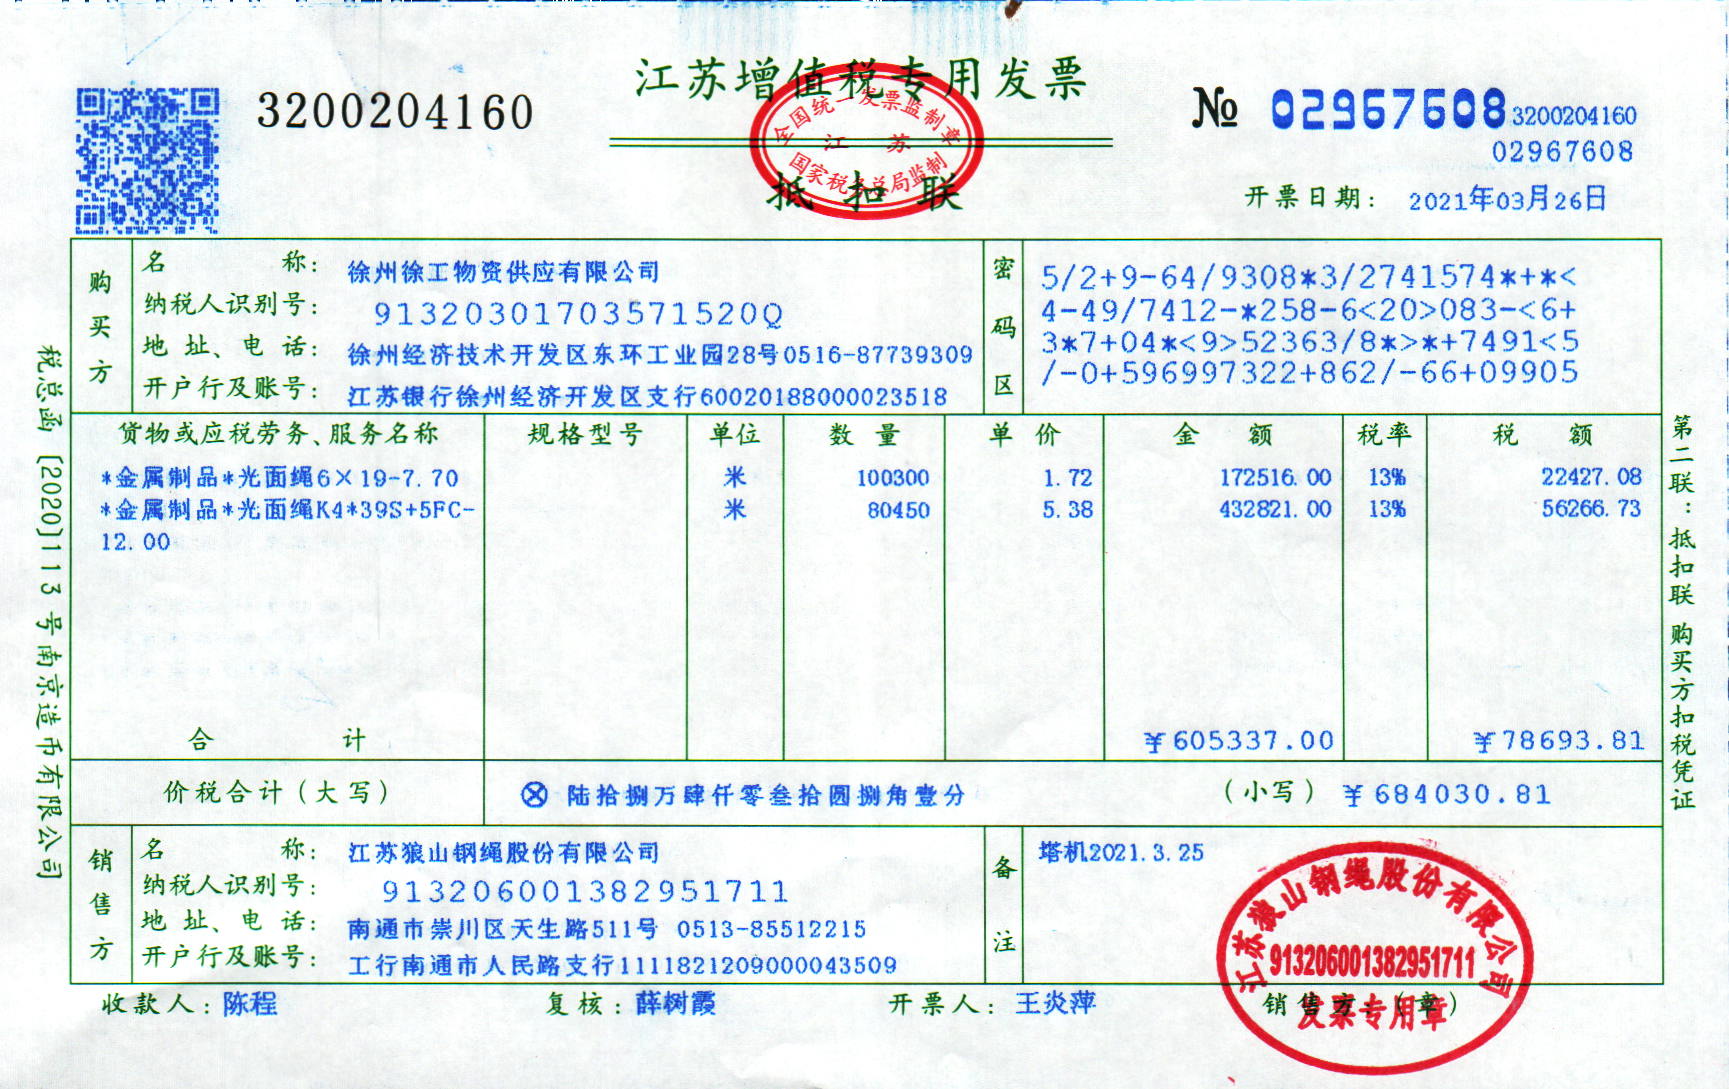 江苏增值税专用发票
3200204160
№ 02967608
3200204160
02967608
全国统一发票监制章
江 苏
国家税务总局监制
抵扣联
开票日期: 2021年03月26日
购买方
名称: 徐州徐工物资供应有限公司
纳税人识别号: 91320301703571520Q
地址、电话: 徐州经济技术开发区东环工业园28号0516-87739309
开户行及账号: 江苏银行徐州经济开发区支行60020188000023518
密码区
5/2+9-64/9308*3/2741574*+*<
4-49/7412-*258-6<20>083-<6+
3*7+04*<9>52363/8*>*+7491<5
/-0+596997322+862/-66+09905
货物或应税劳务、服务名称 规格型号 单位 数量 单价 金额 税率 税额
*金属制品*光面绳6×19-7.70 米 100300 1.72 172516.00 13% 22427.08
*金属制品*光面绳K4*39S+5FC- 米 80450 5.38 432821.00 13% 56266.73
12.00
合计 ¥605337.00 ¥78693.81
价税合计(大写) ⊗ 陆拾捌万肆仟零叁拾圆捌角壹分 (小写) ¥684030.81
销售方
名称: 江苏狼山钢绳股份有限公司
纳税人识别号: 913206001382951711
地址、电话: 南通市崇川区天生路511号 0513-85512215
开户行及账号: 工行南通市人民路支行1111821209000043509
备注
塔机2021.3.25
收款人: 陈程 复核: 薛树霞 开票人: 王炎萍 销售方:(章)
江苏狼山钢绳股份有限公司
913206001382951711
发票专用章
税总函[2020]113号南京造币有限公司
第二联:抵扣联 购买方扣税凭证